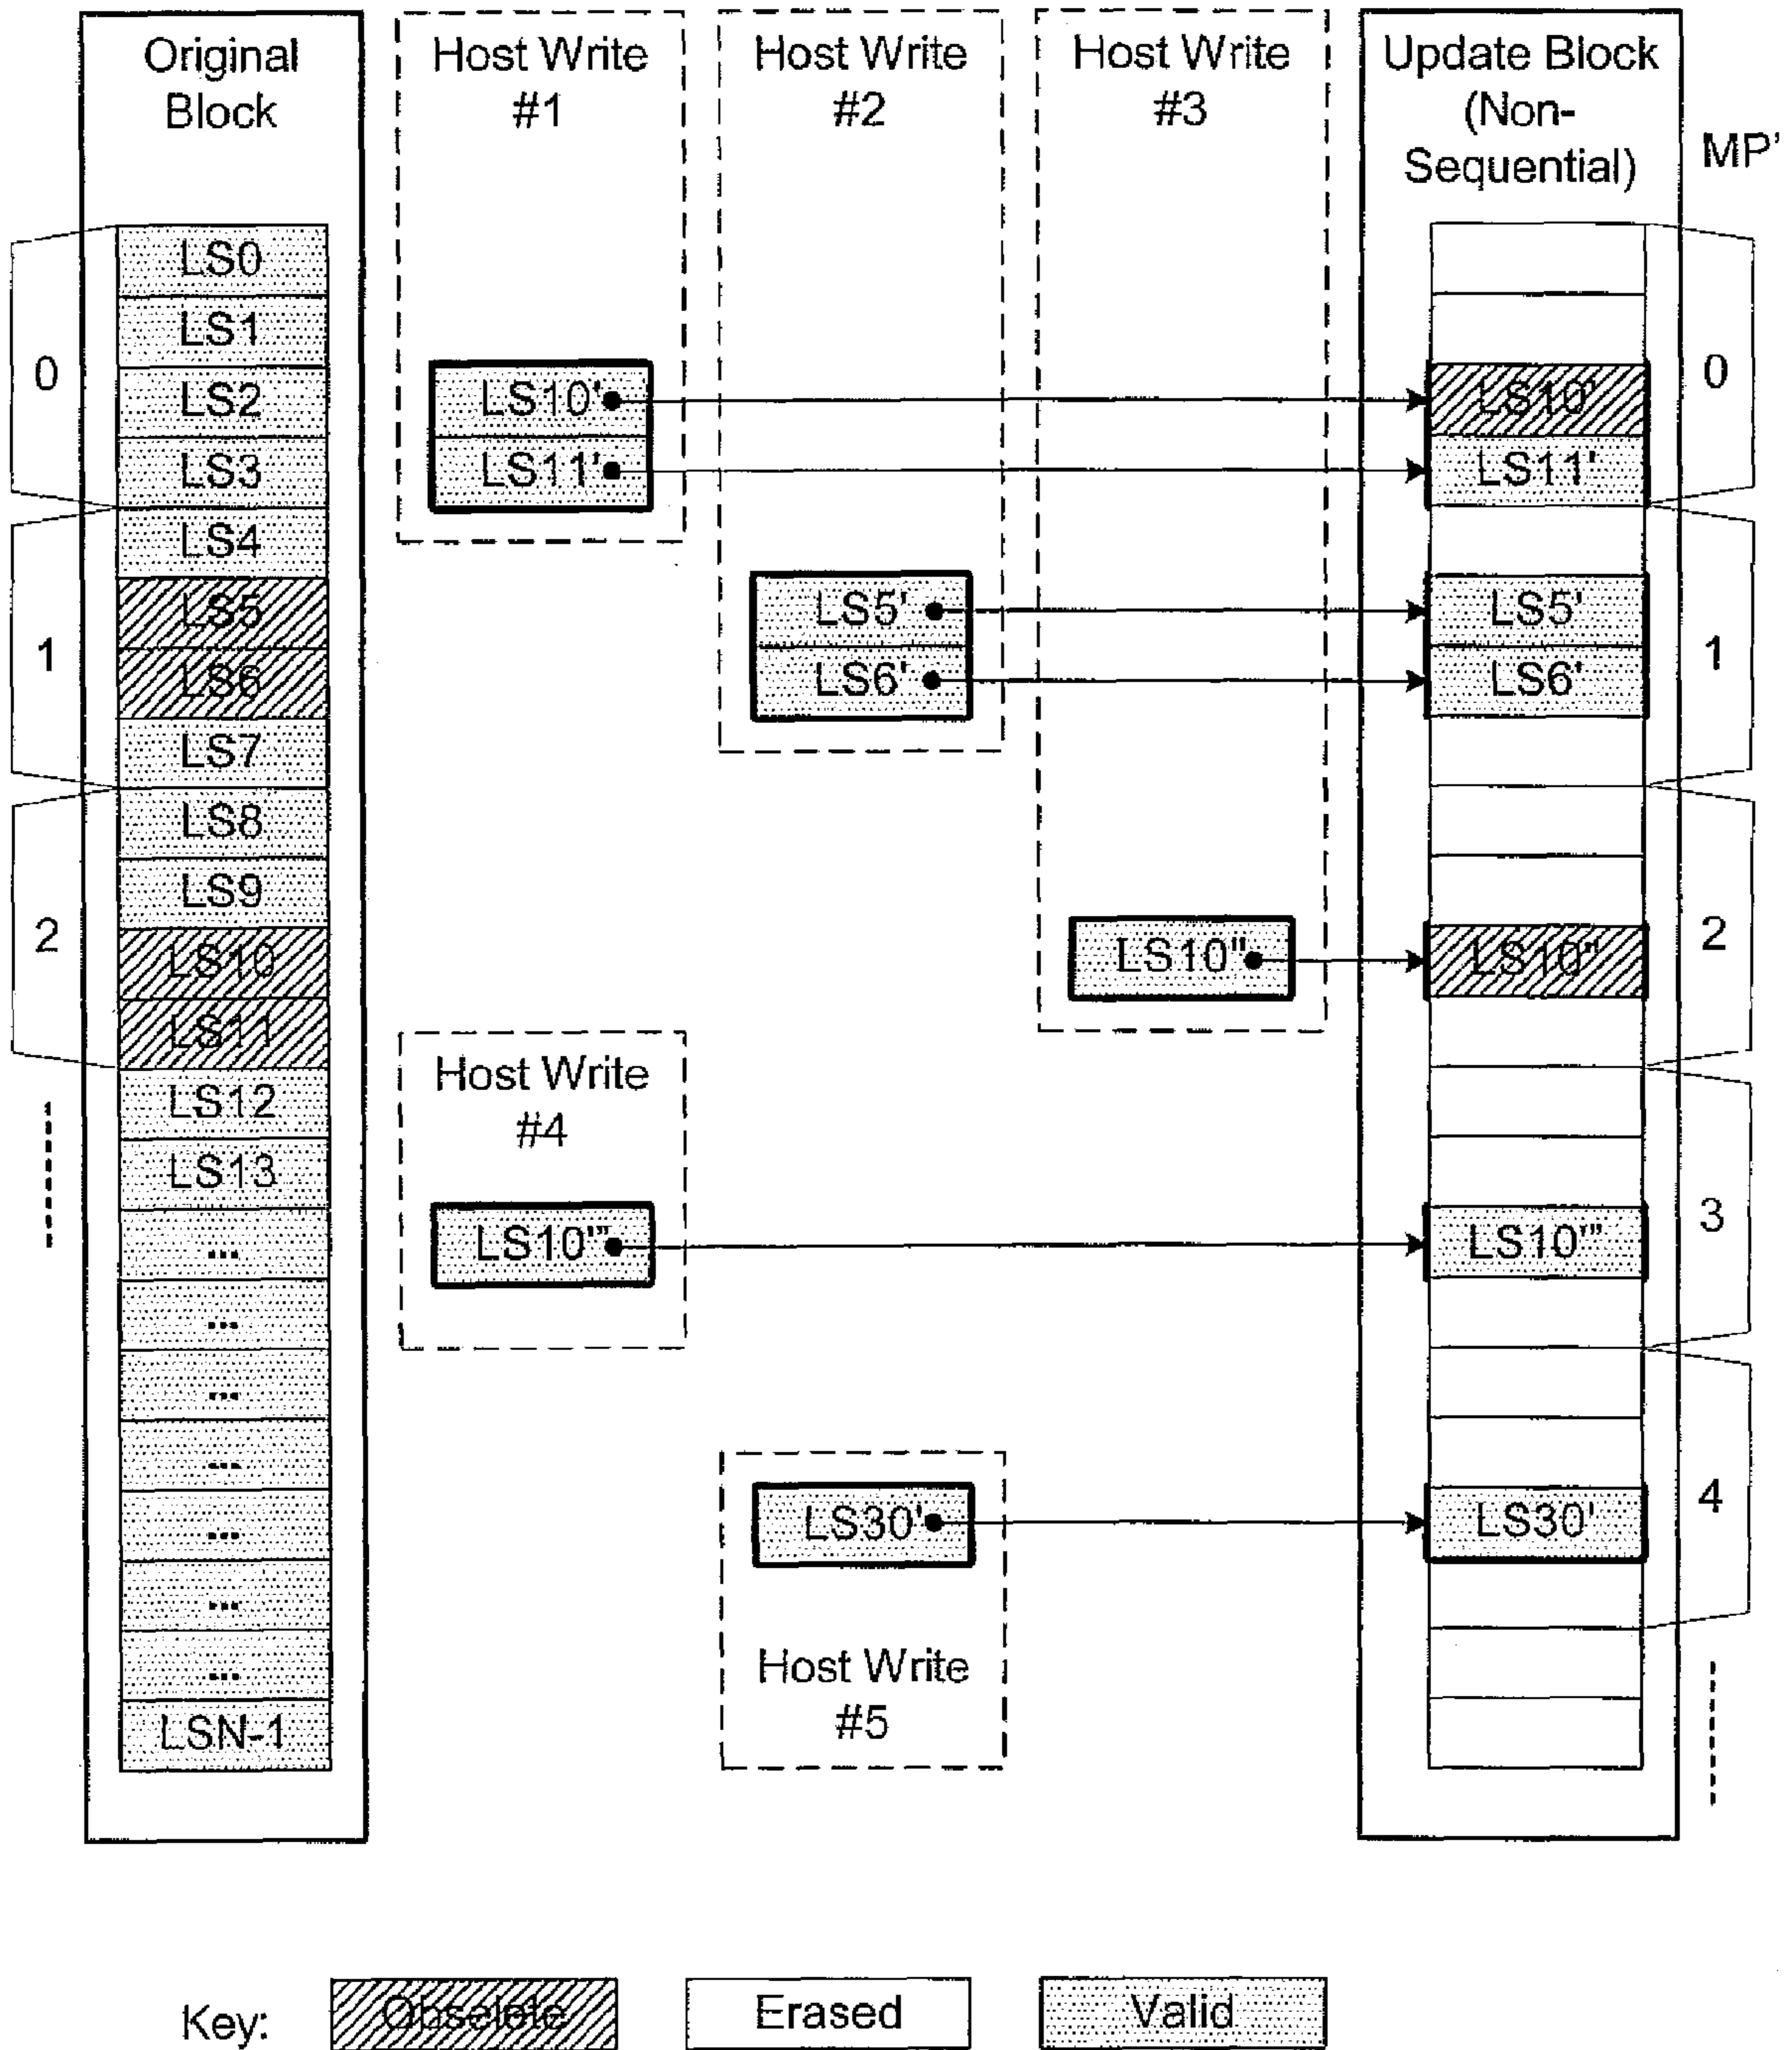 Original
Block
Host Write
#1
Host Write
#2
Host Write
#3
Update Block
(Non-
Sequential)
MP'
0
1
2
LS0
LS1
LS2
LS3
LS4
LS5
LS6
LS7
LS8
LS9
LS10
LS11
LS12
LS13
...
...
...
...
...
...
...
LSN-1
LS10'
LS11'
LS5'
LS6'
LS10"
Host Write
#4
LS10'"
LS30'
Host Write
#5
LS10'
LS11'
LS5'
LS6'
LS10"
LS10'"
LS30'
0
1
2
3
4
Key:
Obselete
Erased
Valid